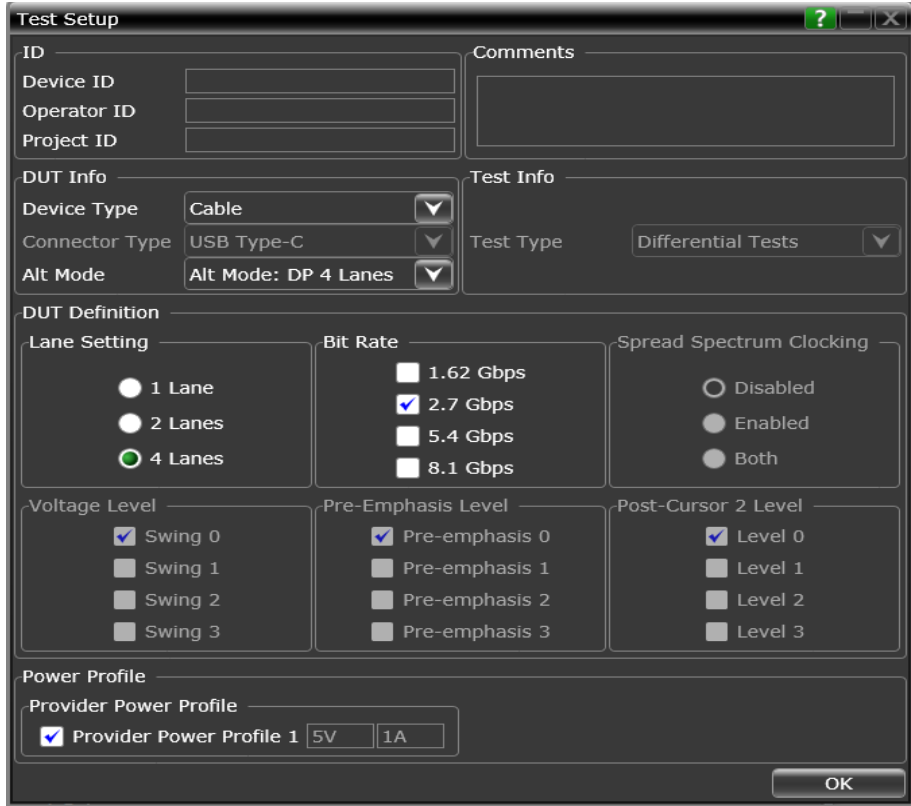 Test Setup
?
ID
Device ID
Operator ID
Project ID
Comments
DUT Info
Device Type Cable
Connector Type USB Type-C
Alt Mode Alt Mode: DP 4 Lanes
Test Info
Test Type Differential Tests
DUT Definition
Lane Setting
1 Lane
2 Lanes
4 Lanes
Bit Rate
1.62 Gbps
2.7 Gbps
5.4 Gbps
8.1 Gbps
Spread Spectrum Clocking
Disabled
Enabled
Both
Voltage Level
Swing 0
Swing 1
Swing 2
Swing 3
Pre-Emphasis Level
Pre-emphasis 0
Pre-emphasis 1
Pre-emphasis 2
Pre-emphasis 3
Post-Cursor 2 Level
Level 0
Level 1
Level 2
Level 3
Power Profile
Provider Power Profile
Provider Power Profile 1 5V 1A
OK